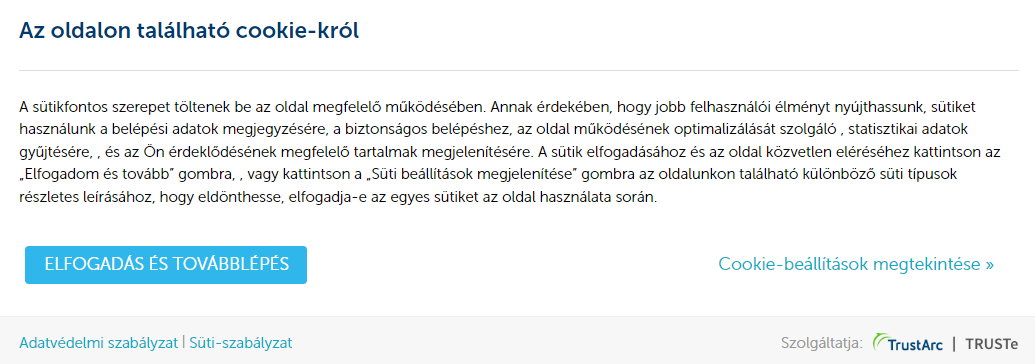 Az oldalon található cookie-król
A sütikfontos szerepet töltenek be az oldal megfelelő működésében. Annak érdekében, hogy jobb felhasználói élményt nyújthassunk, sütiket
használunk a belépési adatok megjegyzésére, a biztonságos belépéshez, az oldal működésének optimalizálását szolgáló , statisztikai adatok
gyűjtésére, , és az Ön érdeklődésének megfelelő tartalmak megjelenítésére. A sütik elfogadásához és az oldal közvetlen eléréséhez kattintson az
„Elfogadom és tovább” gombra, , vagy kattintson a „Süti beállítások megjelenítése” gombra az oldalunkon található különböző süti típusok
részletes leírásához, hogy eldönthesse, elfogadja-e az egyes sütiket az oldal használata során.
ELFOGADÁS ÉS TOVÁBBLÉPÉS
Cookie-beállítások megtekintése »
Adatvédelmi szabályzat | Süti-szabályzat
Szolgáltatja: TrustArc | TRUSTe